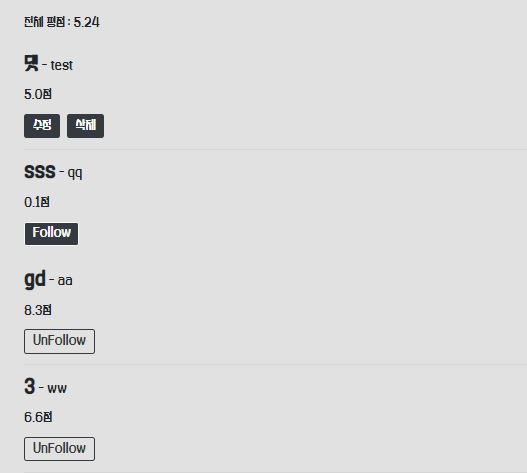 전체 평점 : 5.24
굿 - test
5.0점
수정 삭제
sss - qq
0.1점
Follow
gd - aa
8.3점
UnFollow
3 - ww
6.6점
UnFollow